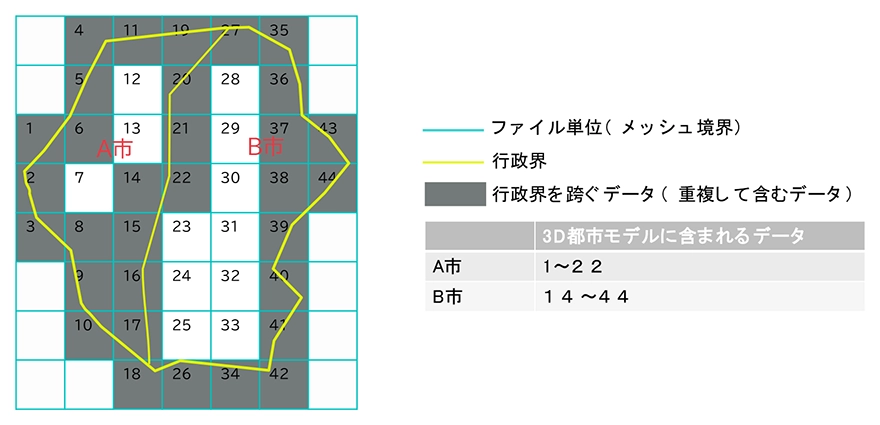 4 11 19 27 35
5 12 20 28 36
1 6 13 21 29 37 43
A市 B市
2 7 14 22 30 38 44
3 8 15 23 31 39
9 16 24 32 40
10 17 25 33 41
18 26 34 42
ファイル単位( メッシュ境界)
行政界
行政界を跨ぐデータ( 重複して含むデータ)
3D都市モデルに含まれるデータ
A市 1～２２
B市 １４～４４